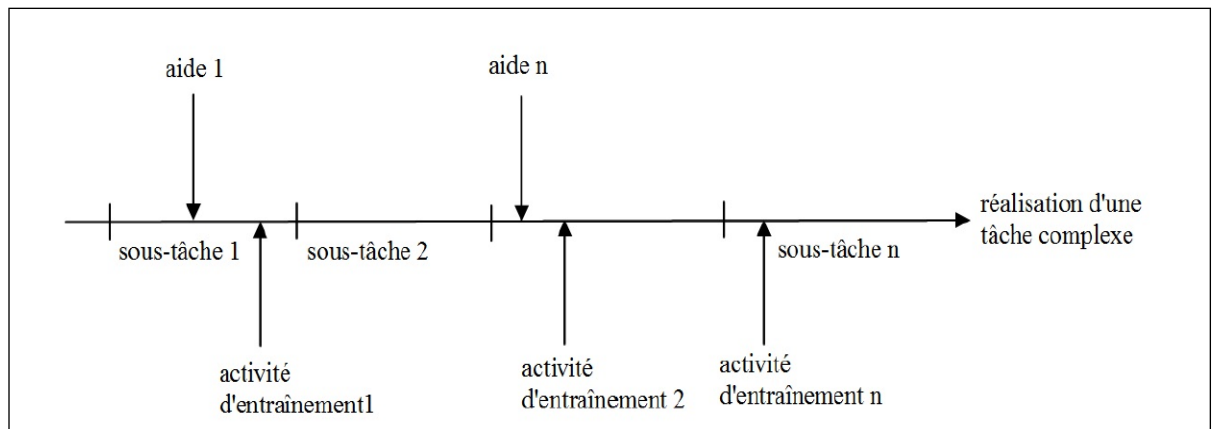 aide 1
aide n
réalisation d'une
tâche complexe
sous-tâche 1
sous-tâche 2
sous-tâche n
activité
d'entraînement1
activité
d'entraînement 2
activité
d'entraînement n